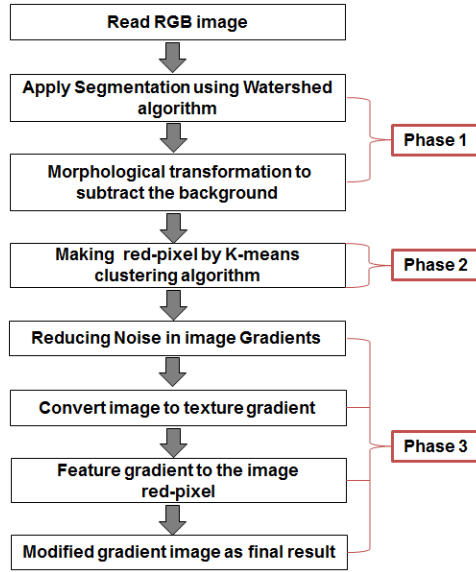 Read RGB image
Apply Segmentation using Watershed
algorithm
Phase 1
Morphological transformation to
subtract the background
Making red-pixel by K-means
clustering algorithm
Phase 2
Reducing Noise in image Gradients
Convert image to texture gradient
Phase 3
Feature gradient to the image
red-pixel
Modified gradient image as final result